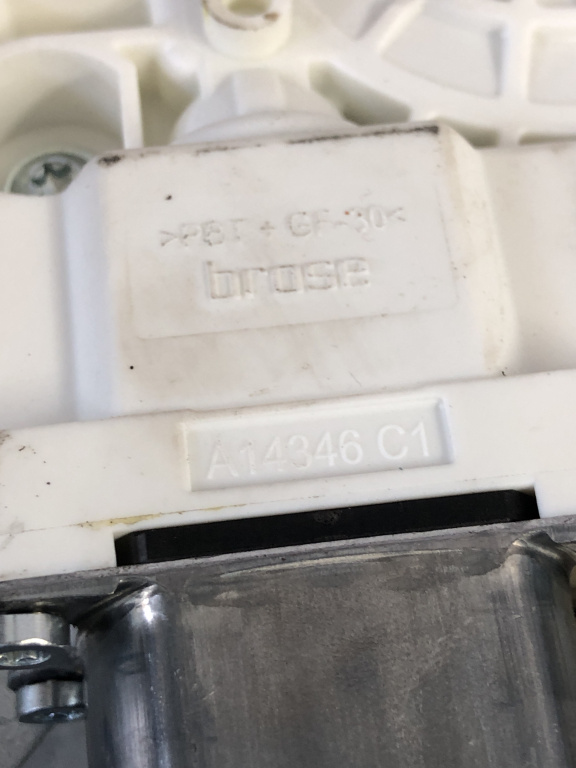 >PBT + GF-30<
brose
A14346 C1